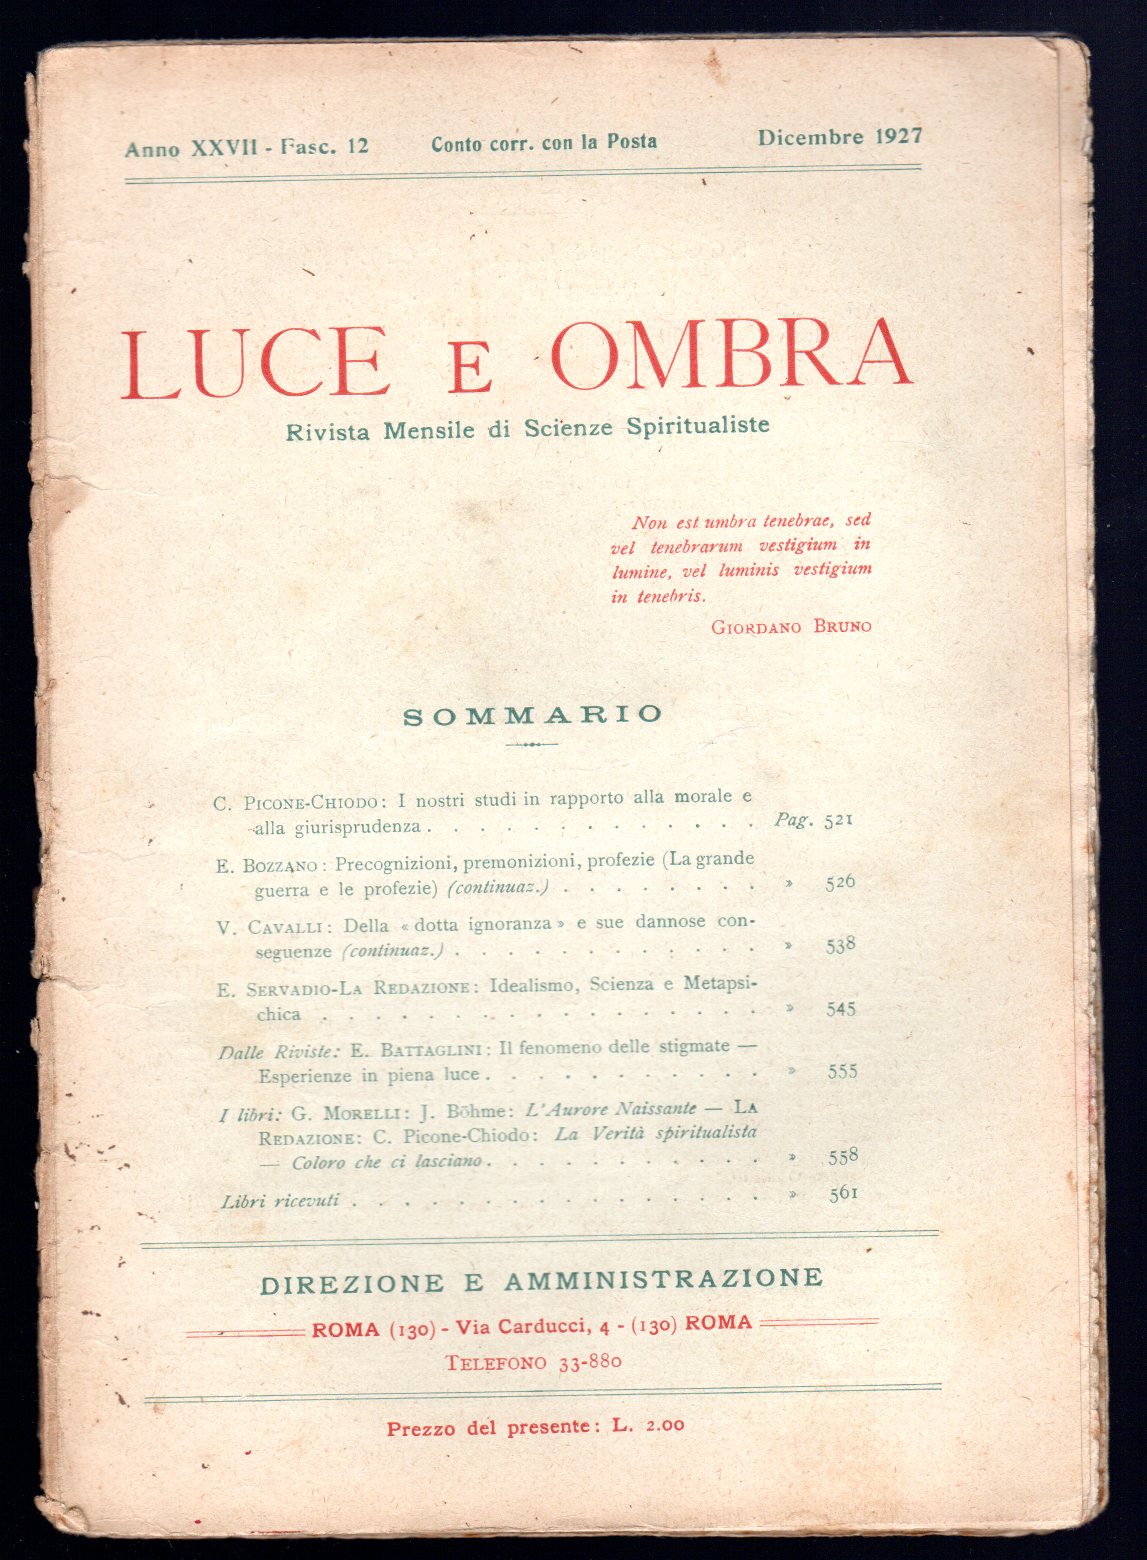 Anno XXVII - Fasc. 12 Conto corr. con la Posta Dicembre 1927
LUCE E OMBRA
Rivista Mensile di Scienze Spiritualiste
Non est umbra tenebrae, sed
vel tenebrarum vestigium in
lumine, vel luminis vestigium
in tenebris.
GIORDANO BRUNO
SOMMARIO
C. PICONE-CHIODO: I nostri studi in rapporto alla morale e
alla giurisprudenza . . . . . . . . . . . . . Pag. 521
E. BOZZANO: Precognizioni, premonizioni, profezie (La grande
guerra e le profezie) (continuaz.) . . . . . . . . » 526
V. CAVALLI: Della « dotta ignoranza » e sue dannose con-
seguenze (continuaz.) . . . . . . . . . . . . » 538
E. SERVADIO-LA REDAZIONE: Idealismo, Scienza e Metapsi-
chica . . . . . . . . . . . . . . . . . » 545
Dalle Riviste: E. BATTAGLINI: Il fenomeno delle stigmate —
Esperienze in piena luce . . . . . . . . . . . » 555
I libri: G. MORELLI: J. Böhme: L'Aurore Naissante — LA
REDAZIONE: C. Picone-Chiodo: La Verità spiritualista
— Coloro che ci lasciano . . . . . . . . . . . » 558
Libri ricevuti . . . . . . . . . . . . . . . . » 561
DIREZIONE E AMMINISTRAZIONE
ROMA (130) - Via Carducci, 4 - (130) ROMA
TELEFONO 33-880
Prezzo del presente: L. 2.00